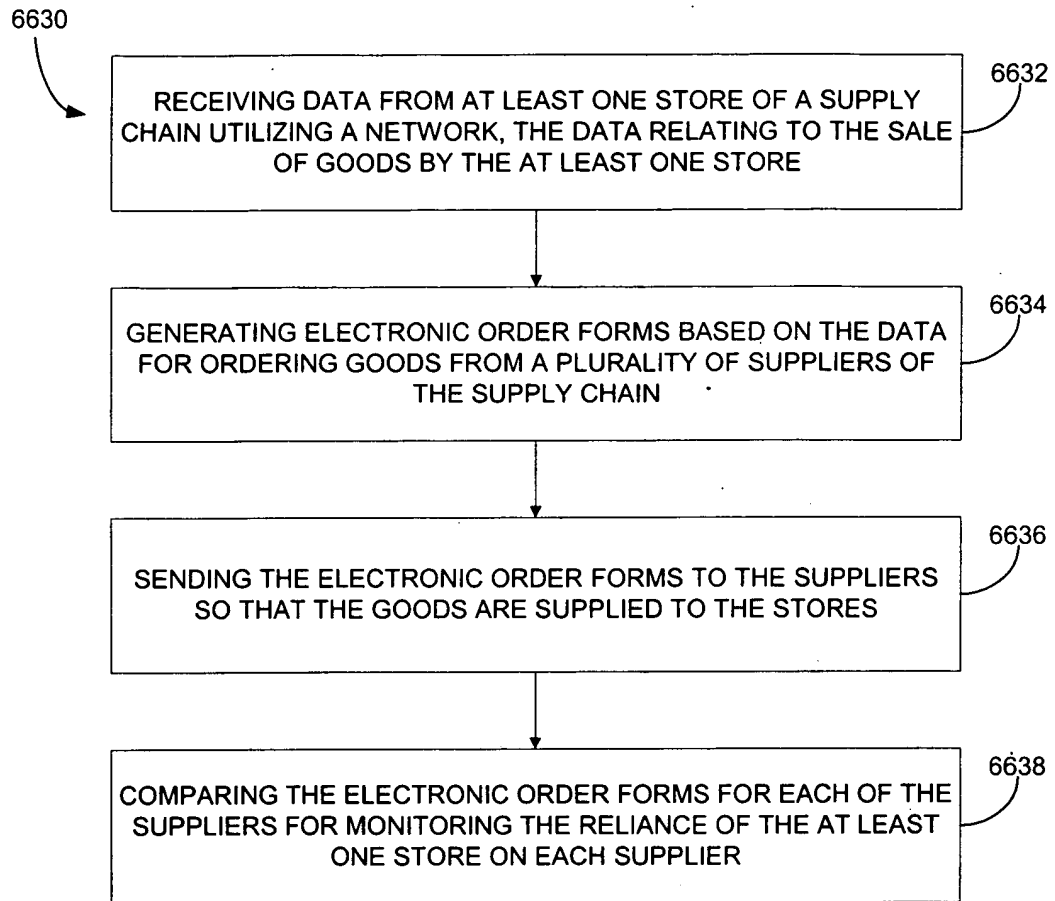 6630
6632
RECEIVING DATA FROM AT LEAST ONE STORE OF A SUPPLY
CHAIN UTILIZING A NETWORK, THE DATA RELATING TO THE SALE
OF GOODS BY THE AT LEAST ONE STORE
6634
GENERATING ELECTRONIC ORDER FORMS BASED ON THE DATA
FOR ORDERING GOODS FROM A PLURALITY OF SUPPLIERS OF
THE SUPPLY CHAIN
6636
SENDING THE ELECTRONIC ORDER FORMS TO THE SUPPLIERS
SO THAT THE GOODS ARE SUPPLIED TO THE STORES
6638
COMPARING THE ELECTRONIC ORDER FORMS FOR EACH OF THE
SUPPLIERS FOR MONITORING THE RELIANCE OF THE AT LEAST
ONE STORE ON EACH SUPPLIER